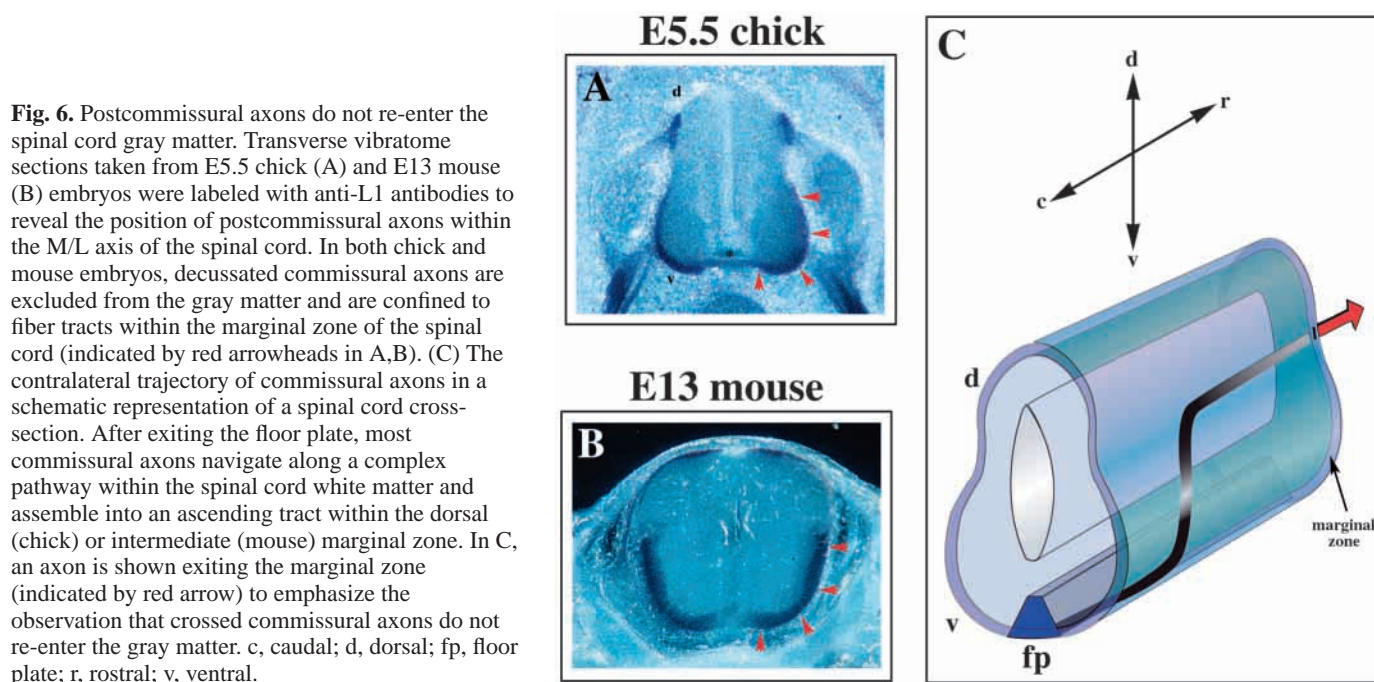 Fig. 6. Postcommissural axons do not re-enter the
spinal cord gray matter. Transverse vibratome
sections taken from E5.5 chick (A) and E13 mouse
(B) embryos were labeled with anti-L1 antibodies to
reveal the position of postcommissural axons within
the M/L axis of the spinal cord. In both chick and
mouse embryos, decussated commissural axons are
excluded from the gray matter and are confined to
fiber tracts within the marginal zone of the spinal
cord (indicated by red arrowheads in A,B). (C) The
contralateral trajectory of commissural axons in a
schematic representation of a spinal cord cross-
section. After exiting the floor plate, most
commissural axons navigate along a complex
pathway within the spinal cord white matter and
assemble into an ascending tract within the dorsal
(chick) or intermediate (mouse) marginal zone. In C,
an axon is shown exiting the marginal zone
(indicated by red arrow) to emphasize the
observation that crossed commissural axons do not
re-enter the gray matter. c, caudal; d, dorsal; fp, floor
plate; r, rostral; v, ventral.
E5.5 chick
A
d
v
E13 mouse
B
C
d
r
c
v
d
marginal
zone
v
fp